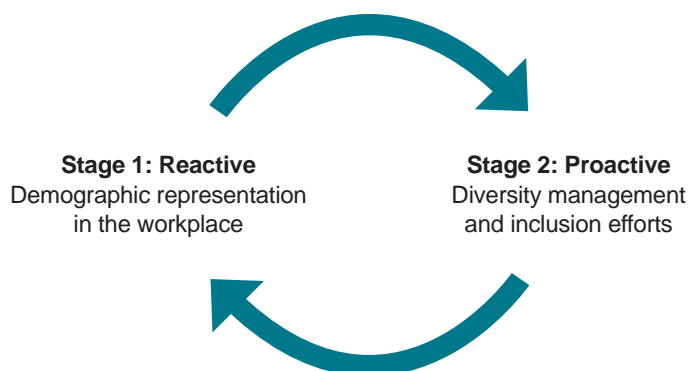 Stage 1: Reactive
Demographic representation
in the workplace
Stage 2: Proactive
Diversity management
and inclusion efforts